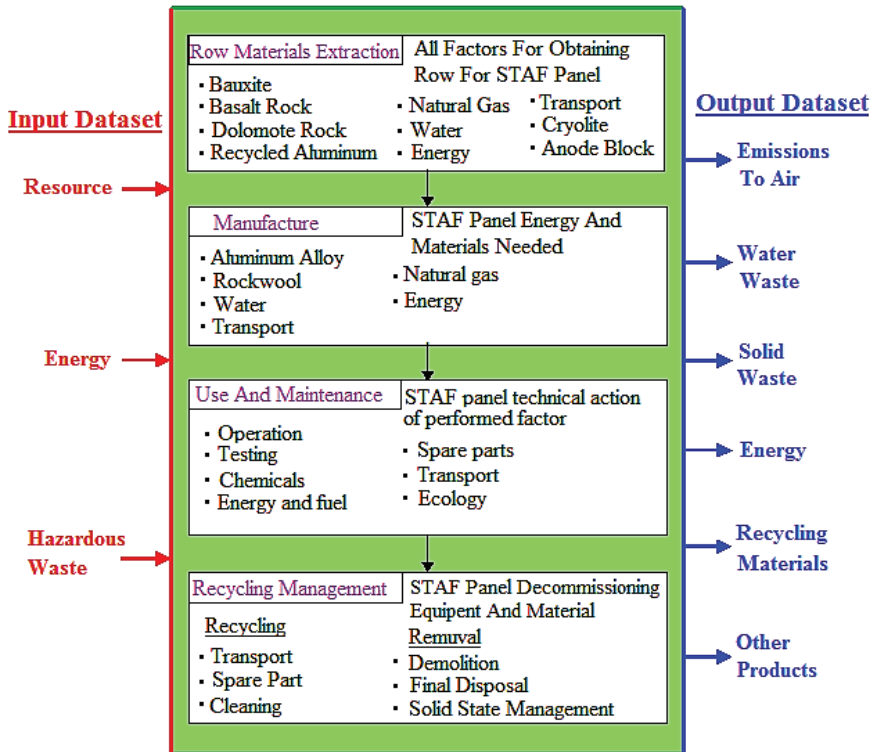 Input Dataset
Resource
Energy
Hazardous
Waste
Row Materials Extraction
· Bauxite
· Basalt Rock
· Dolomote Rock
· Recycled Aluminum
All Factors For Obtaining
Row For STAF Panel
· Natural Gas
· Water
· Energy
· Transport
· Cryolite
· Anode Block
Manufacture
· Aluminum Alloy
· Rockwool
· Water
· Transport
STAF Panel Energy And
Materials Needed
· Natural gas
· Energy
Use And Maintenance
· Operation
· Testing
· Chemicals
· Energy and fuel
STAF panel technical action
of performed factor
· Spare parts
· Transport
· Ecology
Recycling Management
Recycling
· Transport
· Spare Part
· Cleaning
STAF Panel Decommissioning
Equipent And Material
Remuval
· Demolition
· Final Disposal
· Solid State Management
Output Dataset
Emissions
To Air
Water
Waste
Solid
Waste
Energy
Recycling
Materials
Other
Products